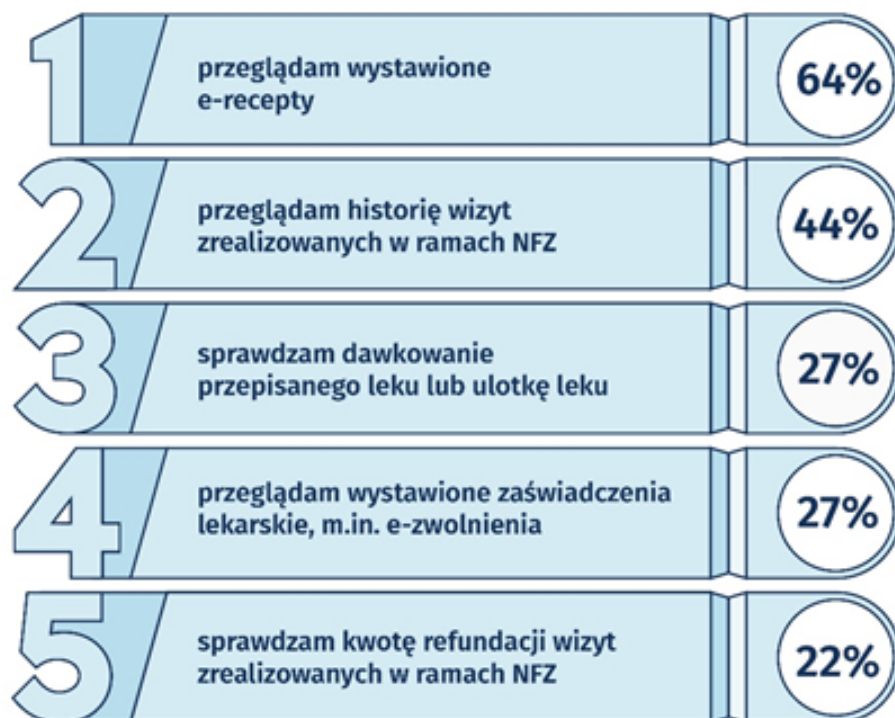 1
przeglądam wystawione
e-recepty
64%
2
przeglądam historię wizyt
zrealizowanych w ramach NFZ
44%
3
sprawdzam dawkowanie
przepisanego leku lub ulotkę leku
27%
4
przeglądam wystawione zaświadczenia
lekarskie, m.in. e-zwolnienia
27%
5
sprawdzam kwotę refundacji wizyt
zrealizowanych w ramach NFZ
22%